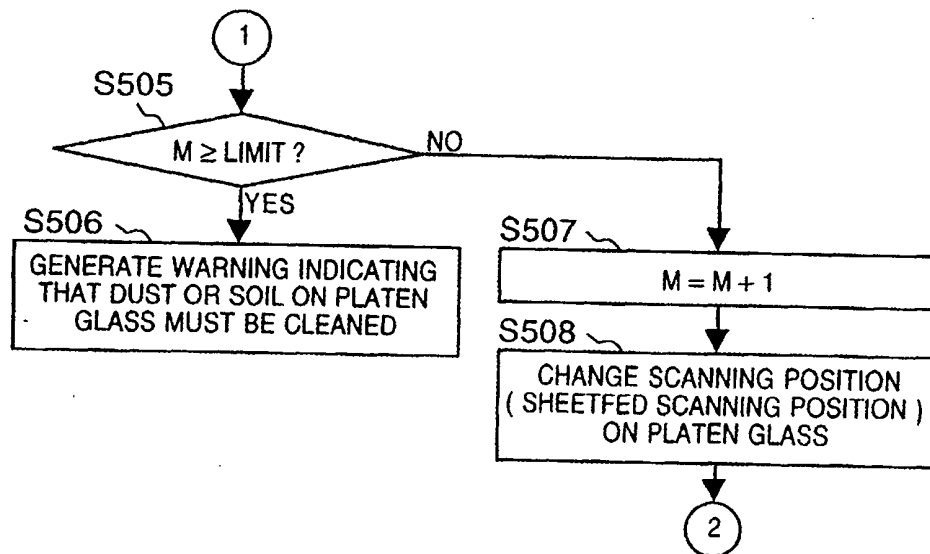 1
S505
M ≥ LIMIT ?
NO
YES
S506
GENERATE WARNING INDICATING
THAT DUST OR SOIL ON PLATEN
GLASS MUST BE CLEANED
S507
M = M + 1
S508
CHANGE SCANNING POSITION
( SHEETFED SCANNING POSITION )
ON PLATEN GLASS
2